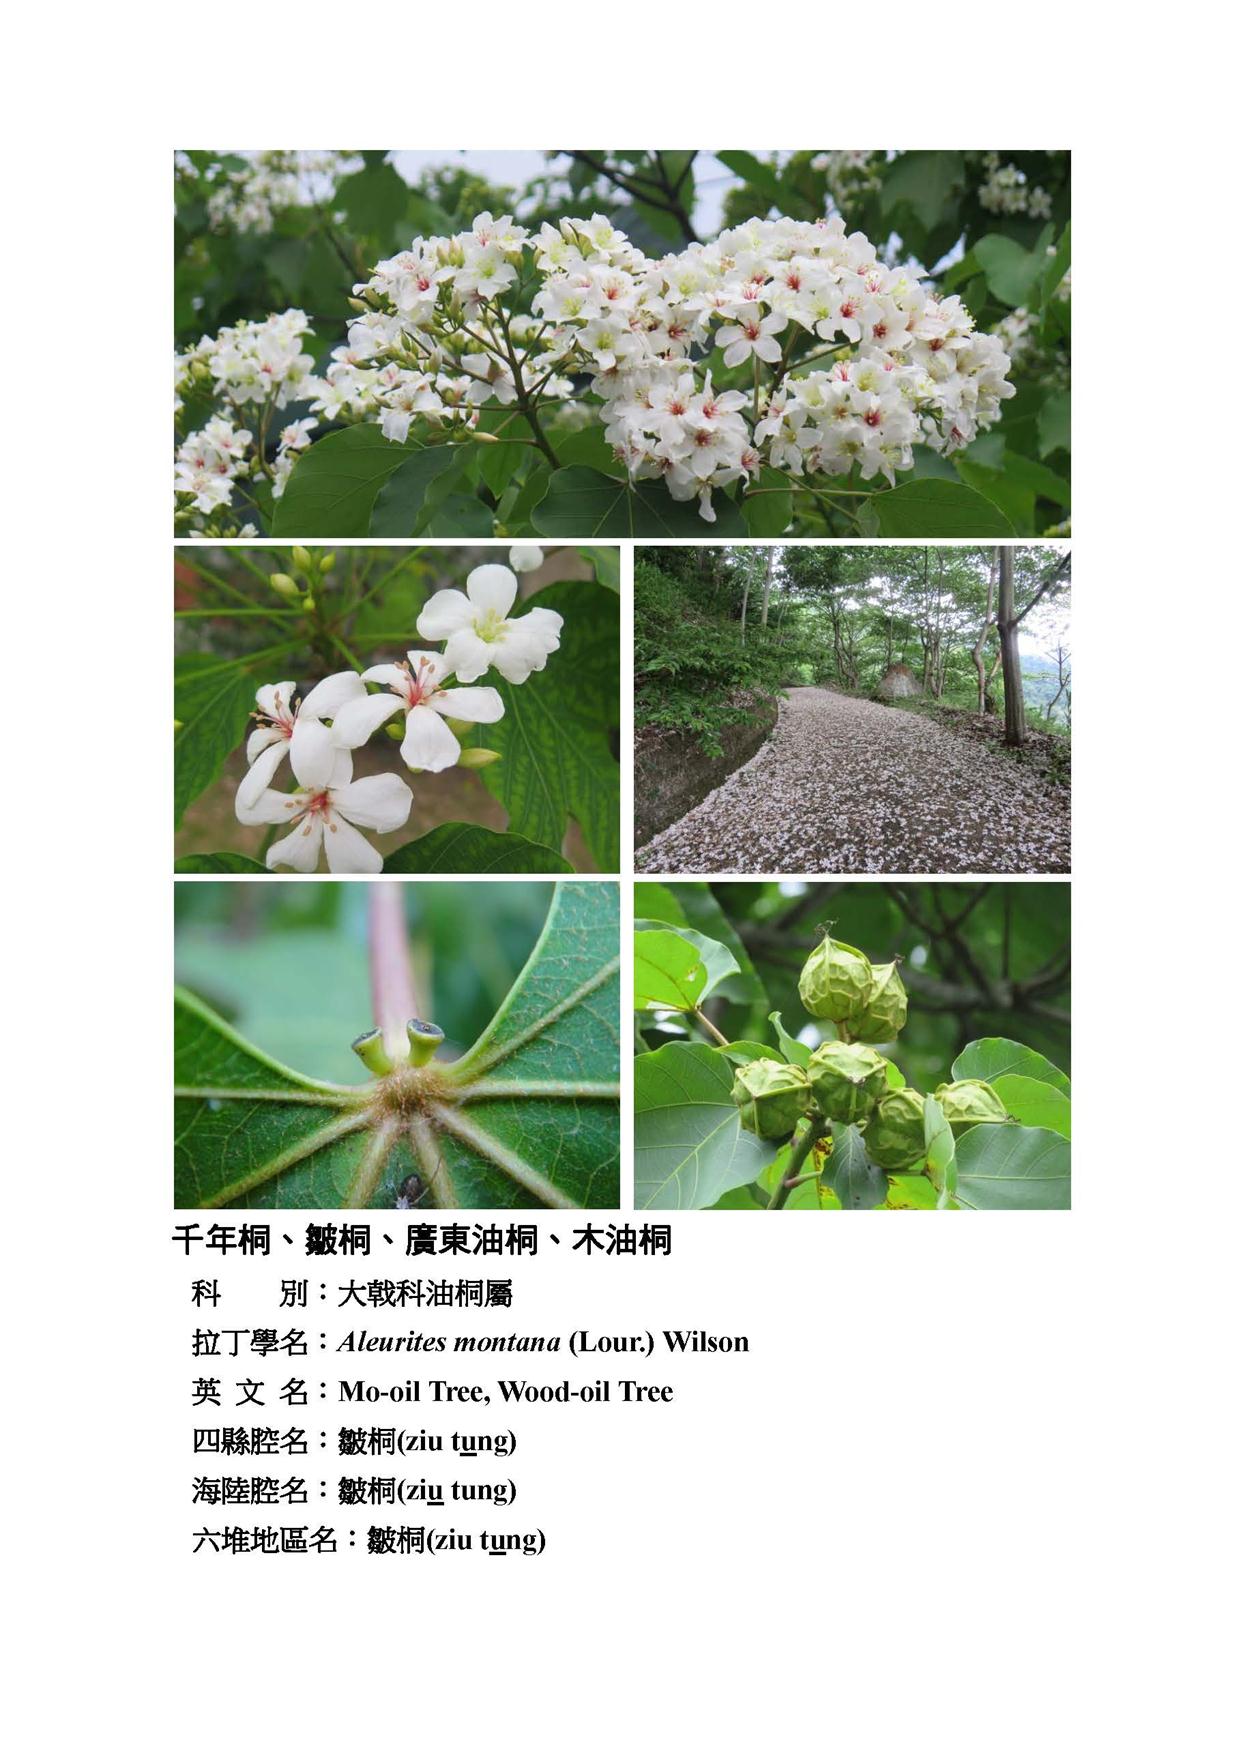 千年桐、皺桐、廣東油桐、木油桐
科　　別：大戟科油桐屬
拉丁學名：Aleurites montana (Lour.) Wilson
英 文 名：Mo-oil Tree, Wood-oil Tree
四縣腔名：皺桐(ziu tung)
海陸腔名：皺桐(ziu tung)
六堆地區名：皺桐(ziu tung)